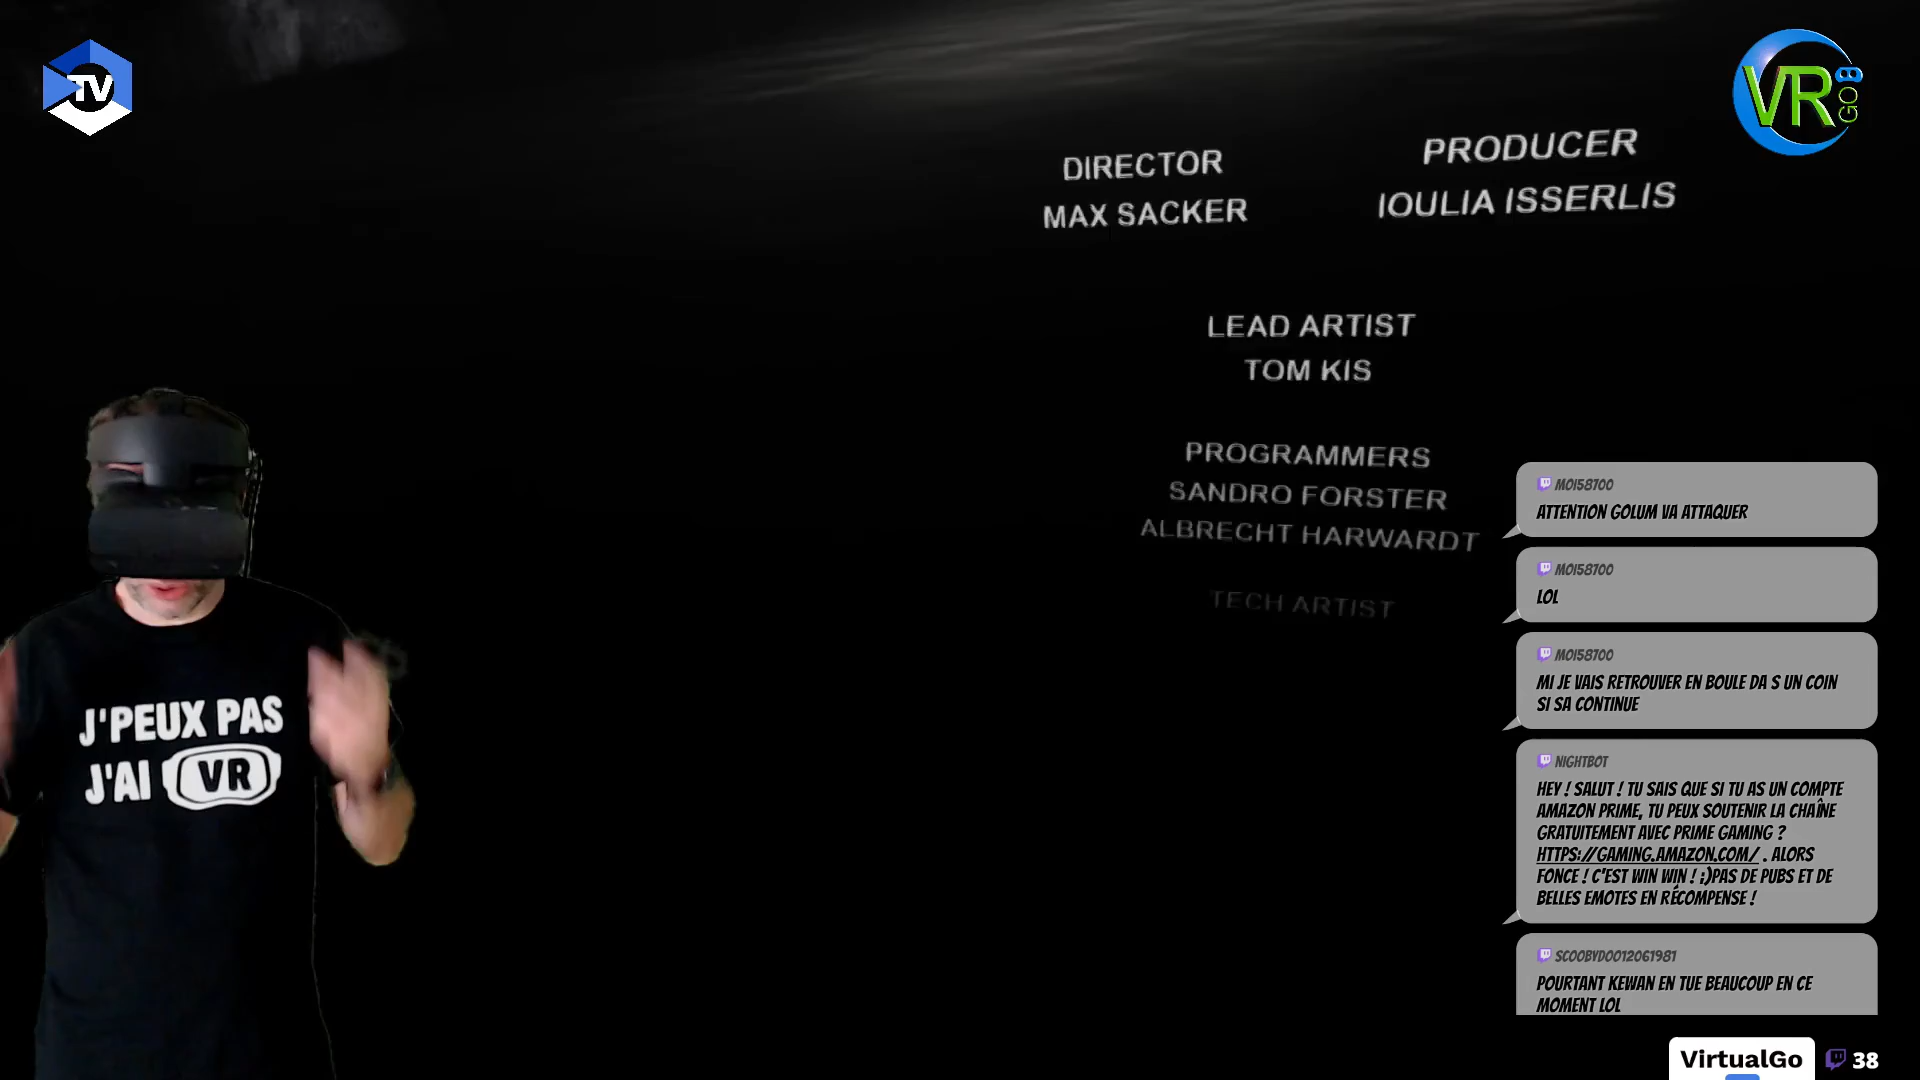 TV
VR
GO
DIRECTOR
MAX SACKER
PRODUCER
IOULIA ISSERLIS
LEAD ARTIST
TOM KIS
PROGRAMMERS
SANDRO FORSTER
ALBRECHT HARWARDT
TECH ARTIST
J'PEUX PAS
J'AI VR
MOI58700
ATTENTION GOLUM VA ATTAQUER
MOI58700
LOL
MOI58700
MI JE VAIS RETROUVER EN BOULE DA S UN COIN
SI SA CONTINUE
NIGHTBOT
HEY ! SALUT ! TU SAIS QUE SI TU AS UN COMPTE
AMAZON PRIME, TU PEUX SOUTENIR LA CHAÎNE
GRATUITEMENT AVEC PRIME GAMING ?
HTTPS://GAMING.AMAZON.COM/ . ALORS
FONCE ! C'EST WIN WIN ! ;)PAS DE PUBS ET DE
BELLES EMOTES EN RÉCOMPENSE !
SCOOBYDOO12061981
POURTANT KEWAN EN TUE BEAUCOUP EN CE
MOMENT LOL
VirtualGo
38